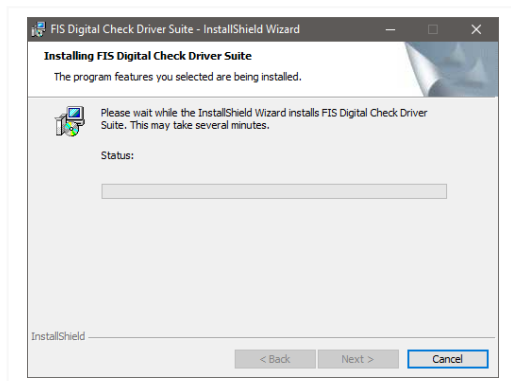 FIS Digital Check Driver Suite - InstallShield Wizard
Installing FIS Digital Check Driver Suite
The program features you selected are being installed.
Please wait while the InstallShield Wizard installs FIS Digital Check Driver
Suite. This may take several minutes.
Status:
InstallShield
< Back Next > Cancel